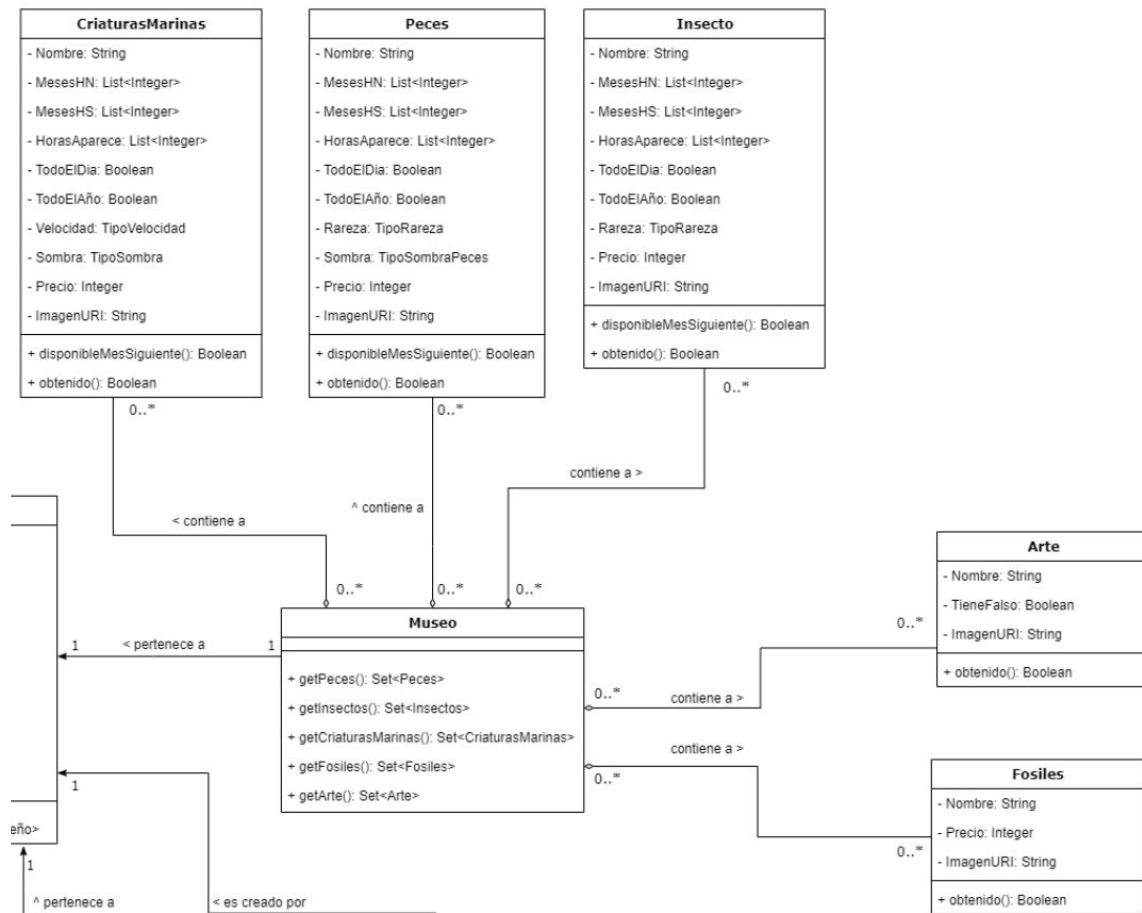 CriaturasMarinas
- Nombre: String
- MesesHN: List<Integer>
- MesesHS: List<Integer>
- HorasAparece: List<Integer>
- TodoElDia: Boolean
- TodoElAño: Boolean
- Velocidad: TipoVelocidad
- Sombra: TipoSombra
- Precio: Integer
- ImagenURI: String
+ disponibleMesSiguiente(): Boolean
+ obtenido(): Boolean
0..*
Peces
- Nombre: String
- MesesHN: List<Integer>
- MesesHS: List<Integer>
- HorasAparece: List<Integer>
- TodoElDia: Boolean
- TodoElAño: Boolean
- Rareza: TipoRareza
- Sombra: TipoSombraPeces
- Precio: Integer
- ImagenURI: String
+ disponibleMesSiguiente(): Boolean
+ obtenido(): Boolean
0..*
Insecto
- Nombre: String
- MesesHN: List<Integer>
- MesesHS: List<Integer>
- HorasAparece: List<Integer>
- TodoElDia: Boolean
- TodoElAño: Boolean
- Rareza: TipoRareza
- Precio: Integer
- ImagenURI: String
+ disponibleMesSiguiente(): Boolean
+ obtenido(): Boolean
0..*
< contiene a
^ contiene a
contiene a >
0..*
0..*
0..*
Museo
+ getPeces(): Set<Peces>
+ getInsectos(): Set<Insectos>
+ getCriaturasMarinas(): Set<CriaturasMarinas>
+ getFosiles(): Set<Fosiles>
+ getArte(): Set<Arte>
1
< pertenece a
1
0..*
contiene a >
0..*
Arte
- Nombre: String
- TieneFalso: Boolean
- ImagenURI: String
+ obtenido(): Boolean
0..*
contiene a >
0..*
Fosiles
- Nombre: String
- Precio: Integer
- ImagenURI: String
+ obtenido(): Boolean
1
eño>
1
^ pertenece a
< es creado por